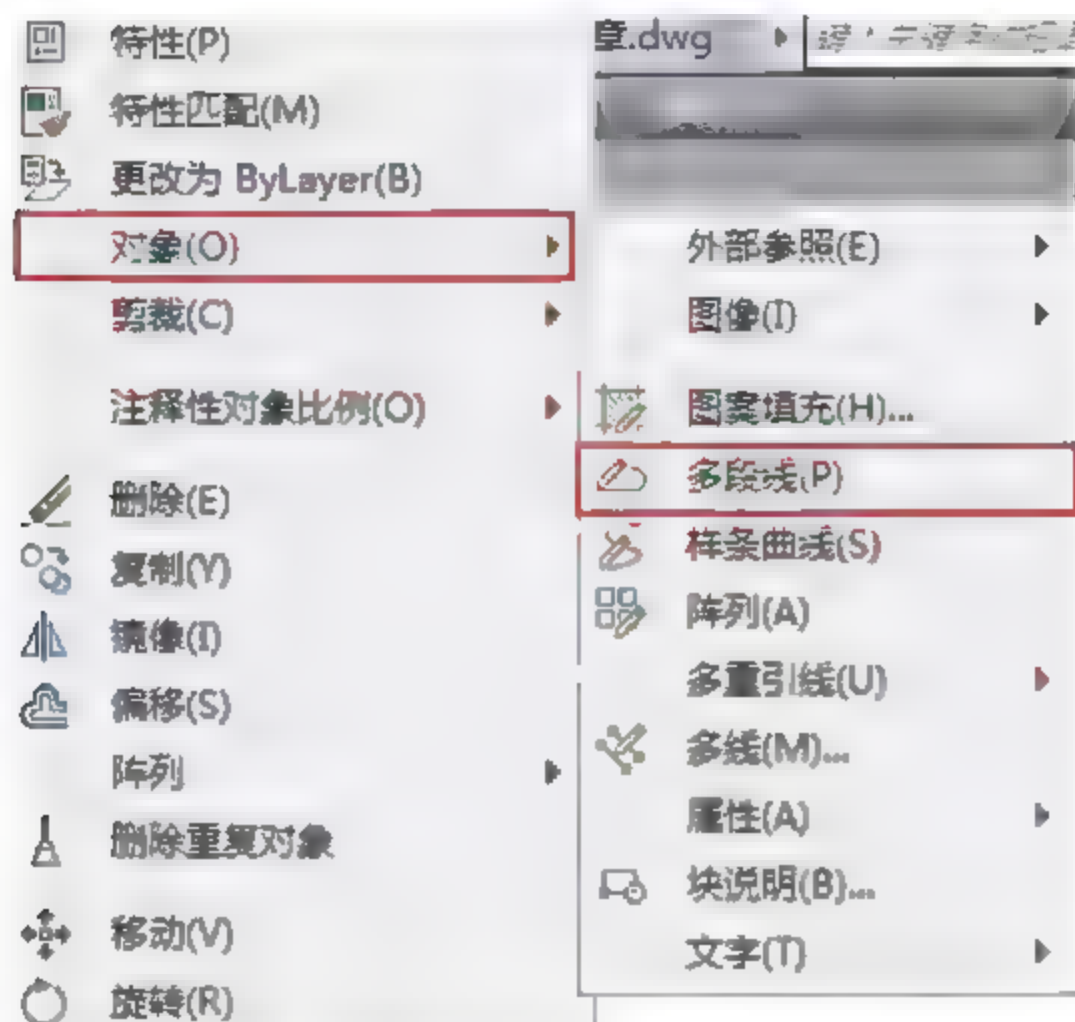 特性(P)
特性匹配(M)
更改为 ByLayer(B)
对象(O)
剪裁(C)
注释性对象比例(O)
删除(E)
复制(Y)
镜像(I)
偏移(S)
阵列
删除重复对象
移动(V)
旋转(R)
章.dwg
外部参照(E)
图像(I)
图案填充(H)...
多段线(P)
样条曲线(S)
阵列(A)
多重引线(U)
多线(M)...
属性(A)
块说明(B)...
文字(T)